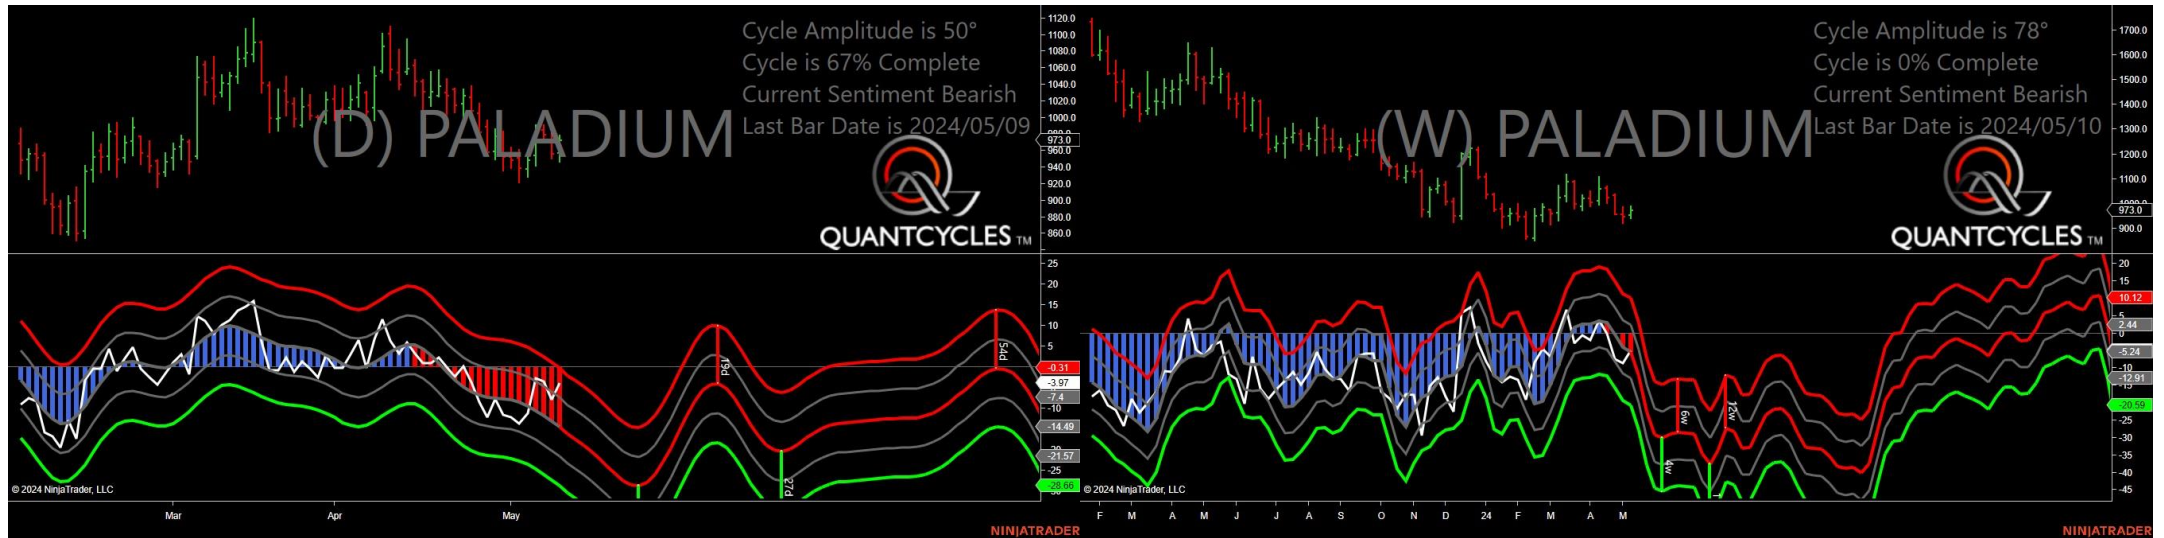 Cycle Amplitude is 50°
Cycle is 67% Complete
Current Sentiment Bearish
Last Bar Date is 2024/05/09
(D) PALADIUM
QUANTCYCLES TM
1120.0
1100.0
1080.0
1060.0
1040.0
1020.0
1000.0
973.0
960.0
940.0
920.0
900.0
880.0
860.0
25
20
15
10
5
-0.31
-3.97
-7.4
-10
-14.49
-21.57
-25
-28.66
19d
27d
54d
© 2024 NinjaTrader, LLC
Mar
Apr
May
NINJATRADER
Cycle Amplitude is 78°
Cycle is 0% Complete
Current Sentiment Bearish
Last Bar Date is 2024/05/10
(W) PALADIUM
QUANTCYCLES TM
1700.0
1600.0
1500.0
1400.0
1300.0
1200.0
1100.0
1000.0
973.0
900.0
20
15
10.12
5
2.44
0
-5.24
-10
-12.91
-20.59
-25
-30
-35
-40
-45
4w
6w
12w
© 2024 NinjaTrader, LLC
F M A M J J A S O N D 24 F M A M
NINJATRADER